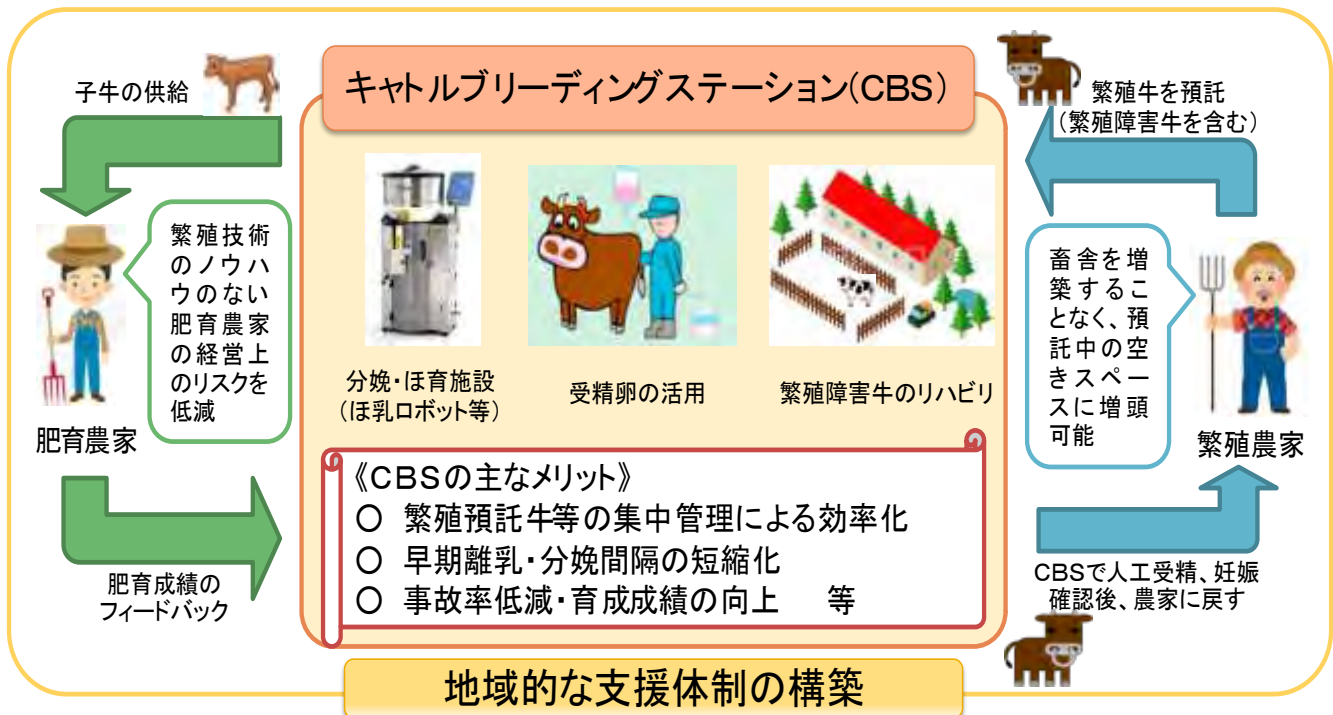 キャトルブリーディングステーション(CBS)
子牛の供給
繁殖技術
のノウハ
ウのない
肥育農家
の経営上
のリスクを
低減
肥育農家
肥育成績の
フィードバック
分娩・ほ育施設
(ほ乳ロボット等)
受精卵の活用
繁殖障害牛のリハビリ
《CBSの主なメリット》
○ 繁殖預託牛等の集中管理による効率化
○ 早期離乳・分娩間隔の短縮化
○ 事故率低減・育成成績の向上 等
繁殖牛を預託
(繁殖障害牛を含む)
畜舎を増
築するこ
となく、預
託中の空
きスペー
スに増頭
可能
繁殖農家
CBSで人工受精、妊娠
確認後、農家に戻す
地域的な支援体制の構築